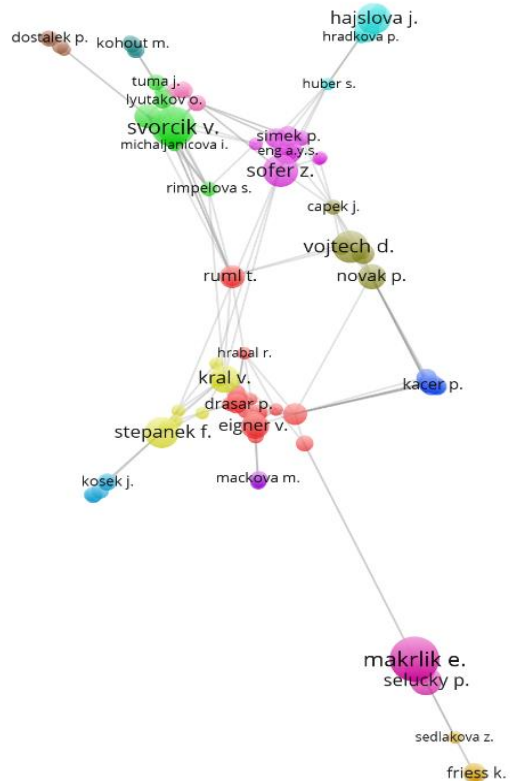 hajslova j.
dostalek p.
kohout m.
hradkova p.
tuma j.
huber s.
lyutakov o.
svorcik v.
simek p.
michaljanicova i.
eng a.y.s.
sofer z.
rimpelova s.
capek j.
vojtech d.
ruml t.
novak p.
hrabal r.
kral v.
kacer p.
drasar p.
eigner v.
stepanek f.
kosek j.
mackova m.
makrlik e.
selucky p.
sedlakova z.
friess k.